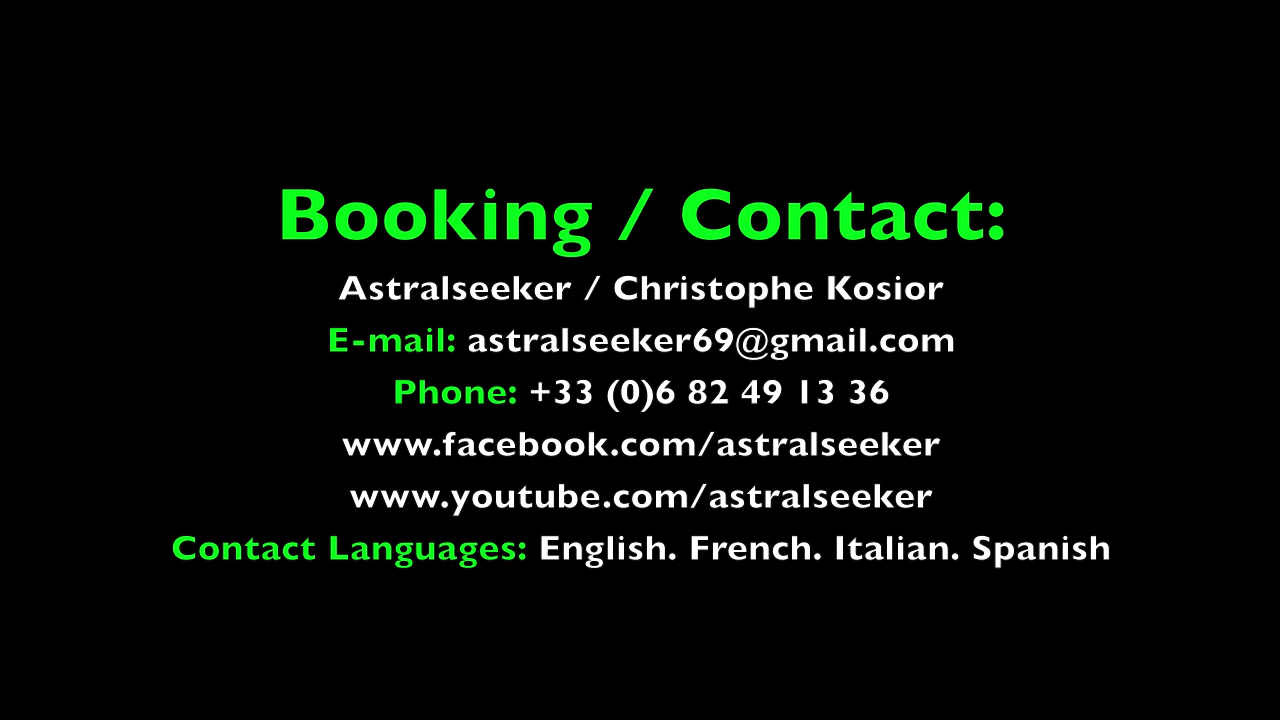 Booking / Contact:
Astralseeker / Christophe Kosior
E-mail: astralseeker69@gmail.com
Phone: +33 (0)6 82 49 13 36
www.facebook.com/astralseeker
www.youtube.com/astralseeker
Contact Languages: English. French. Italian. Spanish